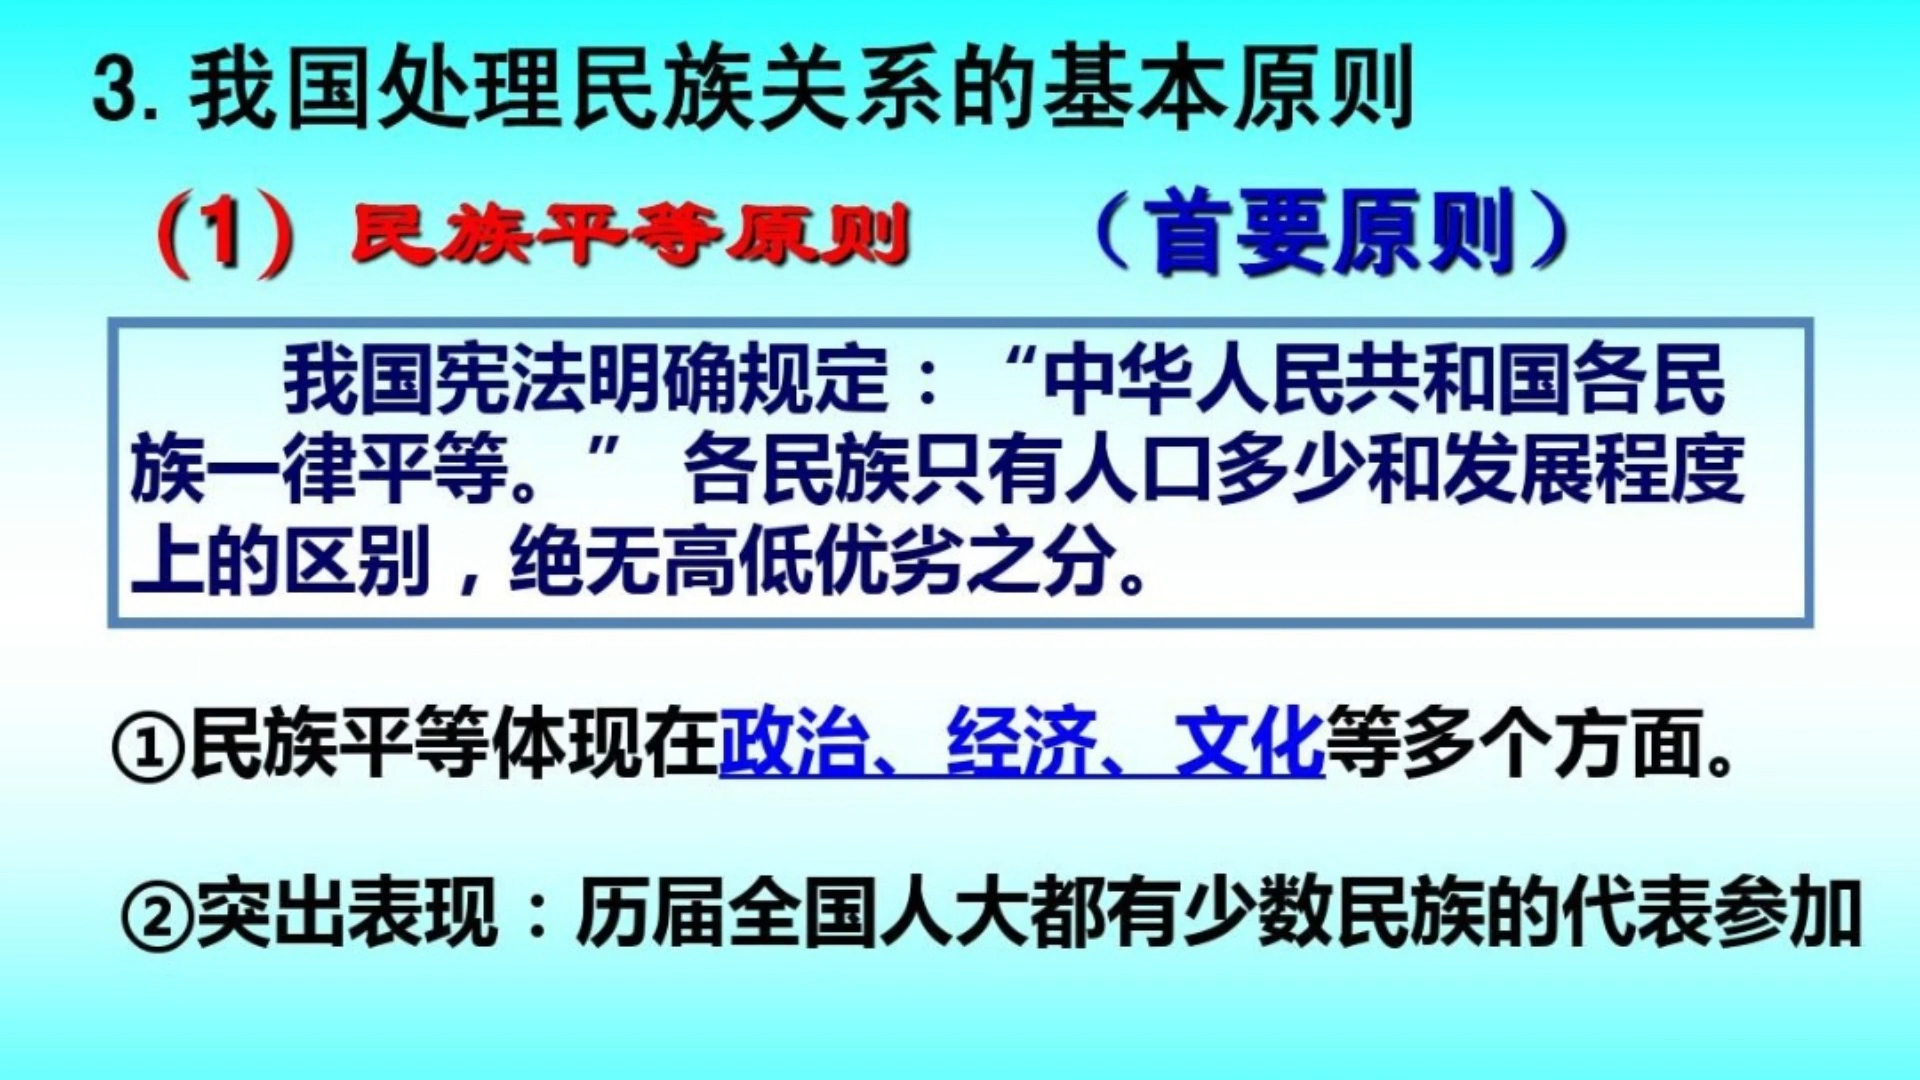 3.我国处理民族关系的基本原则
（1）民族平等原则 （首要原则）
我国宪法明确规定：“中华人民共和国各民
族一律平等。” 各民族只有人口多少和发展程度
上的区别，绝无高低优劣之分。
①民族平等体现在政治、经济、文化等多个方面。
②突出表现：历届全国人大都有少数民族的代表参加